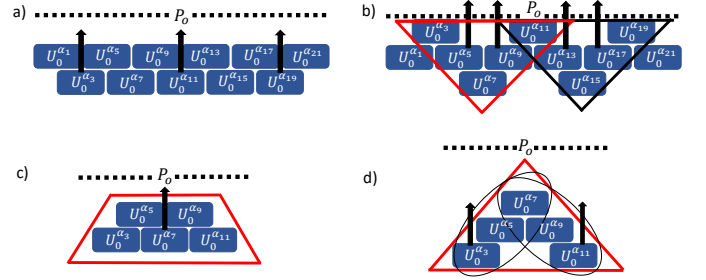 a) P_o
U_0^{α_1} U_0^{α_5} U_0^{α_9} U_0^{α_13} U_0^{α_17} U_0^{α_21}
U_0^{α_3} U_0^{α_7} U_0^{α_11} U_0^{α_15} U_0^{α_19}
b) P_o
U_0^{α_3} U_0^{α_11} U_0^{α_19}
U_0^{α_1} U_0^{α_5} U_0^{α_9} U_0^{α_13} U_0^{α_17} U_0^{α_21}
U_0^{α_7} U_0^{α_15}
c) P_o
U_0^{α_5} U_0^{α_9}
U_0^{α_3} U_0^{α_7} U_0^{α_11}
d) P_o
U_0^{α_7}
U_0^{α_5} U_0^{α_9}
U_0^{α_3} U_0^{α_11}